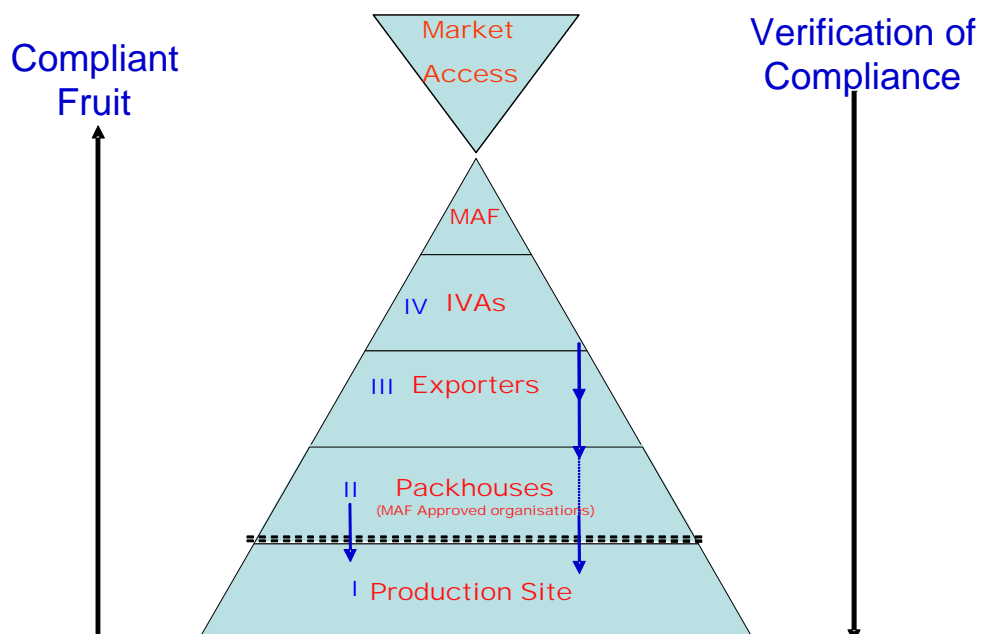 Compliant
Fruit
Market
Access
Verification of
Compliance
MAF
IV IVAs
III Exporters
II Packhouses
(MAF Approved organisations)
I Production Site